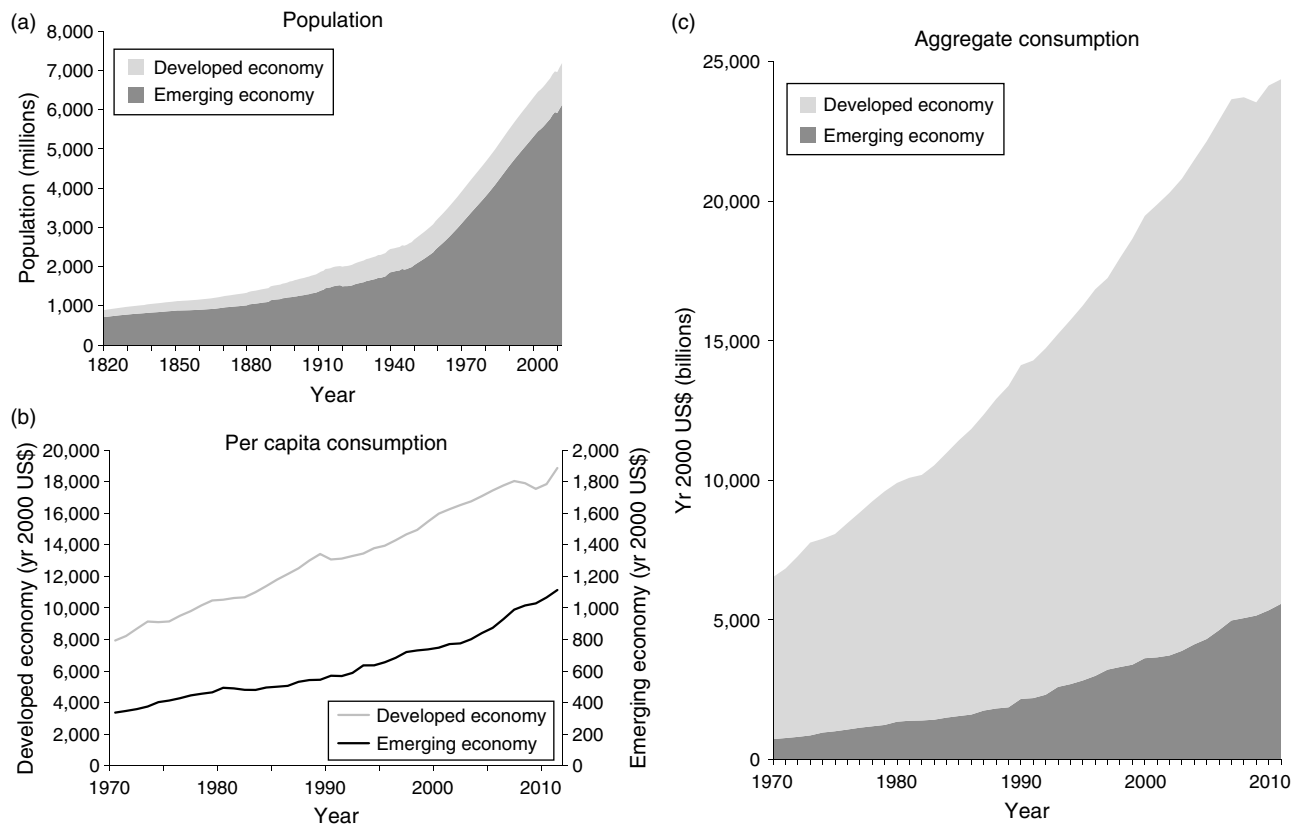 (a)
Population
Population (millions)
8,000
7,000
6,000
5,000
4,000
3,000
2,000
1,000
0
Developed economy
Emerging economy
1820 1850 1880 1910 1940 1970 2000
Year
(b)
Per capita consumption
Developed economy (yr 2000 US$)
20,000
18,000
16,000
14,000
12,000
10,000
8,000
6,000
4,000
2,000
0
Emerging economy (yr 2000 US$)
2,000
1,800
1,600
1,400
1,200
1,000
800
600
400
200
0
Developed economy
Emerging economy
1970 1980 1990 2000 2010
Year
(c)
Aggregate consumption
Yr 2000 US$ (billions)
25,000
20,000
15,000
10,000
5,000
0
Developed economy
Emerging economy
1970 1980 1990 2000 2010
Year